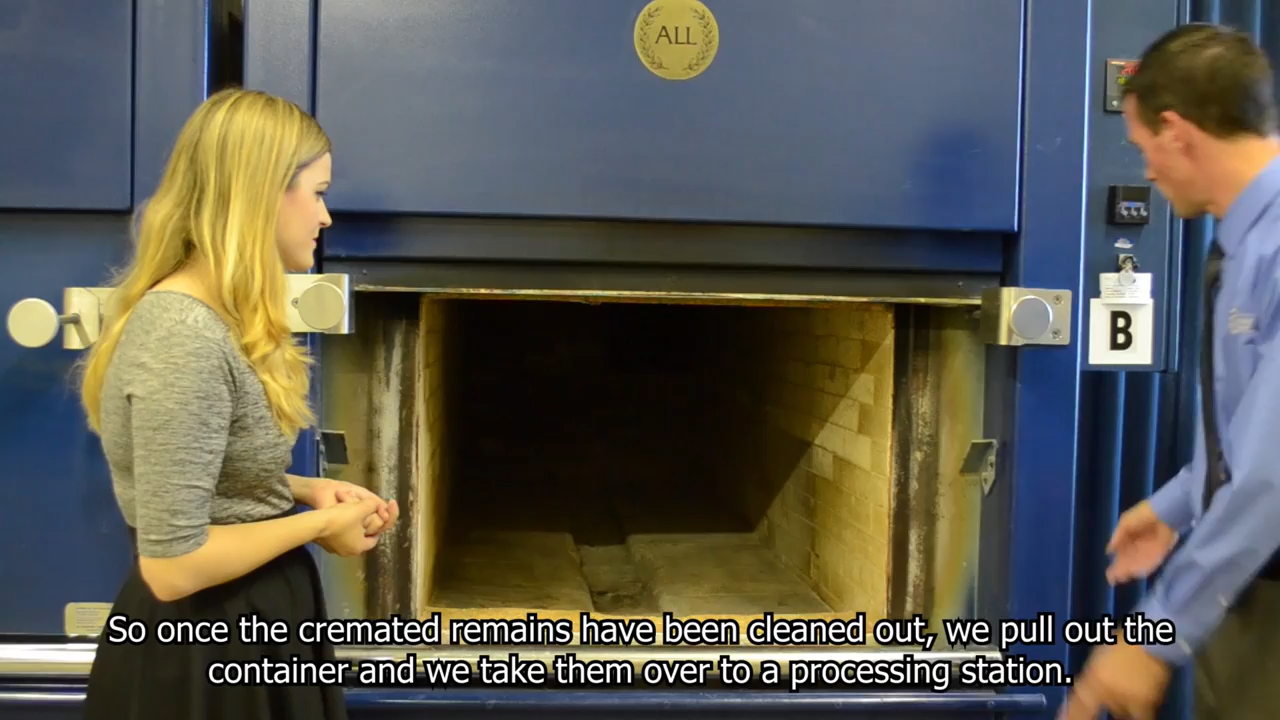 ALL
B
So once the cremated remains have been cleaned out, we pull out the
container and we take them over to a processing station.